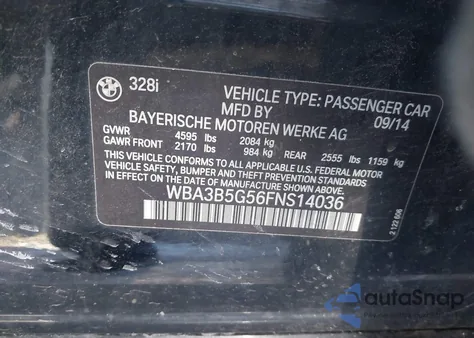 328i
VEHICLE TYPE: PASSENGER CAR
MFD BY 09/14
BAYERISCHE MOTOREN WERKE AG
GVWR 4595 lbs 2084 kg
GAWR FRONT 2170 lbs 984 kg REAR 2555 lbs 1159 kg
THIS VEHICLE CONFORMS TO ALL APPLICABLE U.S. FEDERAL MOTOR
VEHICLE SAFETY, BUMPER, AND THEFT PREVENTION STANDARDS
IN EFFECT ON THE DATE OF MANUFACTURE SHOWN ABOVE.
WBA3B5G56FNS14036
autoSnap